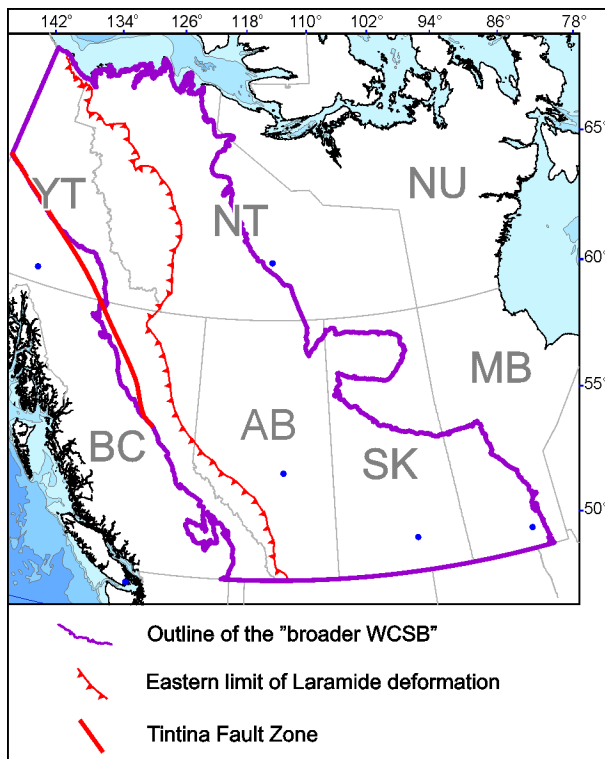 142 134 126 118 110 102 94 86 78°
65°
YT NT NU
60°
55°
MB
BC AB SK
50°
Outline of the "broader WCSB"
Eastern limit of Laramide deformation
Tintina Fault Zone